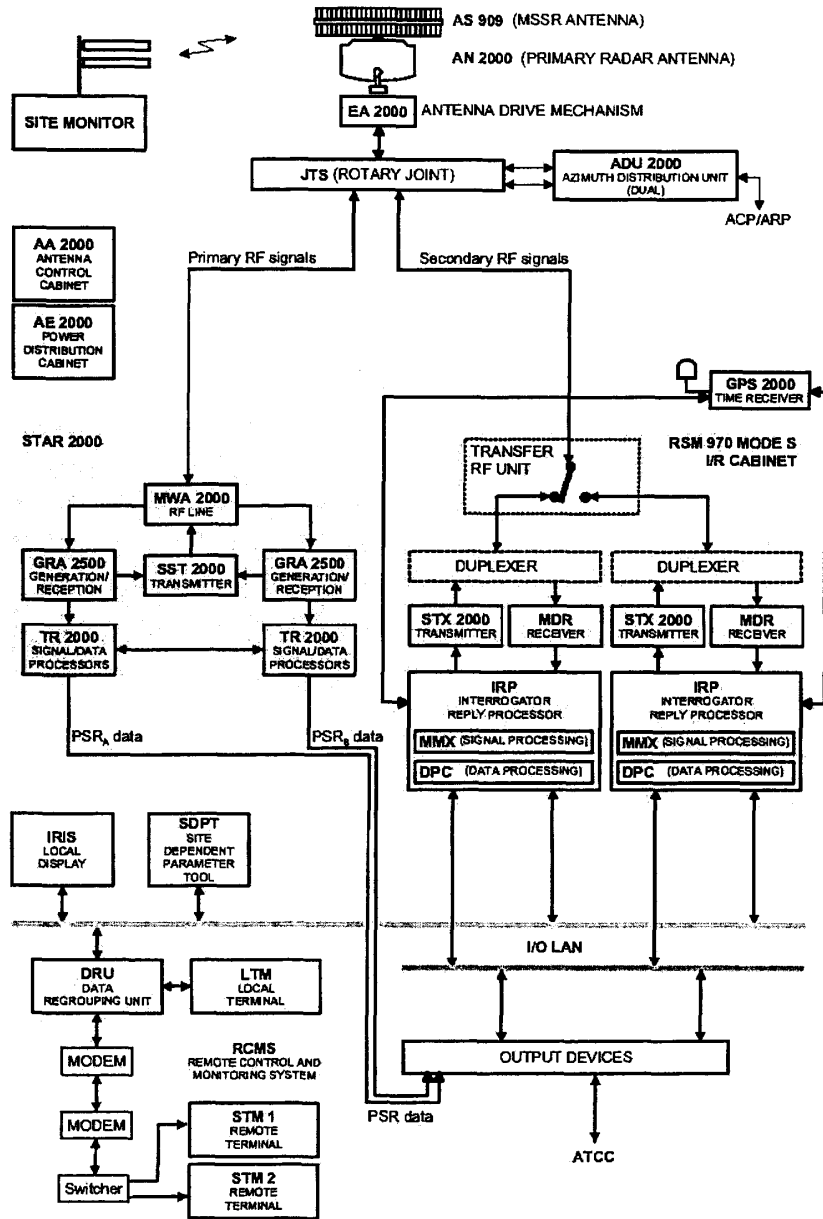 AS 909 (MSSR ANTENNA)
AN 2000 (PRIMARY RADAR ANTENNA)
SITE MONITOR
EA 2000 ANTENNA DRIVE MECHANISM
JTS (ROTARY JOINT)
ADU 2000
AZIMUTH DISTRIBUTION UNIT
(DUAL)
ACP/ARP
AA 2000
ANTENNA
CONTROL
CABINET
Primary RF signals
Secondary RF signals
AE 2000
POWER
DISTRIBUTION
CABINET
GPS 2000
TIME RECEIVER
STAR 2000
TRANSFER
RF UNIT
RSM 970 MODE S
I/R CABINET
MWA 2000
RF LINE
GRA 2500
GENERATION/
RECEPTION
SST 2000
TRANSMITTER
GRA 2500
GENERATION/
RECEPTION
DUPLEXER
DUPLEXER
TR 2000
SIGNAL/DATA
PROCESSORS
TR 2000
SIGNAL/DATA
PROCESSORS
STX 2000
TRANSMITTER
MDR
RECEIVER
STX 2000
TRANSMITTER
MDR
RECEIVER
IRP
INTERROGATOR
REPLY PROCESSOR
MMX (SIGNAL PROCESSING)
DPC (DATA PROCESSING)
IRP
INTERROGATOR
REPLY PROCESSOR
MMX (SIGNAL PROCESSING)
DPC (DATA PROCESSING)
PSRA data
PSRB data
IRIS
LOCAL
DISPLAY
SDPT
SITE
DEPENDENT
PARAMETER
TOOL
I/O LAN
DRU
DATA
REGROUPING UNIT
LTM
LOCAL
TERMINAL
MODEM
RCMS
REMOTE CONTROL AND
MONITORING SYSTEM
OUTPUT DEVICES
MODEM
STM 1
REMOTE
TERMINAL
PSR data
ATCC
Switcher
STM 2
REMOTE
TERMINAL